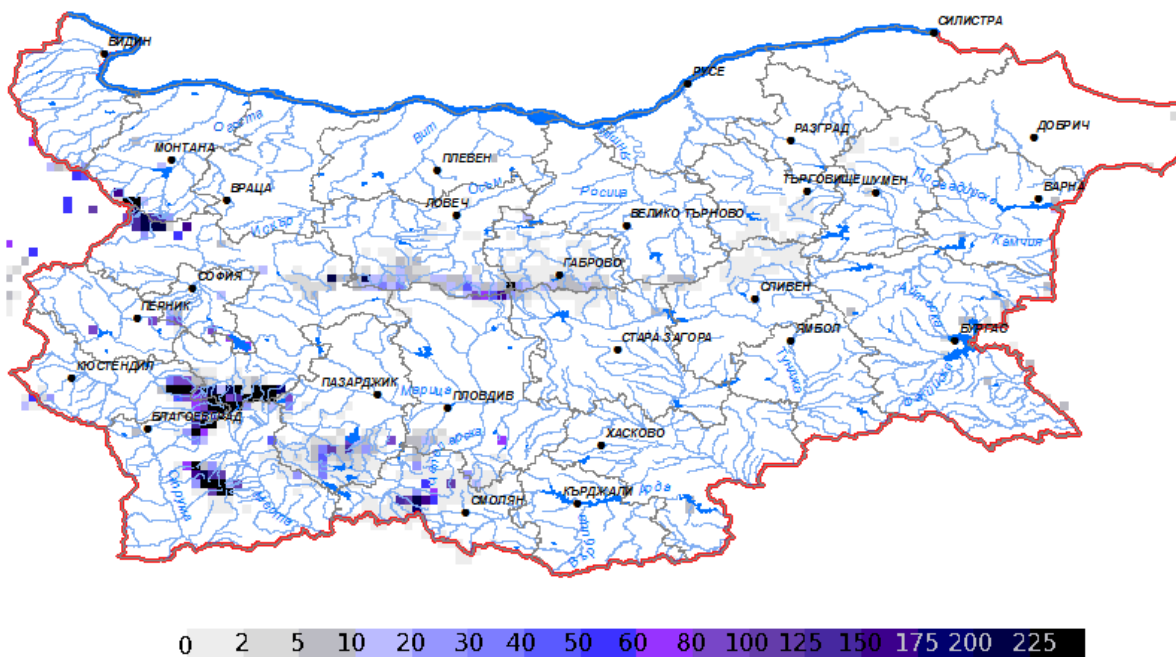 СИЛИСТРА
ВИДИН
РУСЕ
Огоста
Вит
ДОБРИЧ
РАЗГРАД
МОНТАНА
ПЛЕВЕН
Осъм
Росица
ТЪРГОВИЩЕ
ШУМЕН
ВРАЦА
ВАРНА
ЛОВЕЧ
Искър
ВЕЛИКО ТЪРНОВО
Камчия
СОФИЯ
ГАБРОВО
СЛИВЕН
ПЕРНИК
СТАРА ЗАГОРА
ЯМБОЛ
БУРГАС
Тунджа
КЮСТЕНДИЛ
ПАЗАРДЖИК
Марица
ПЛОВДИВ
БЛАГОЕВГРАД
ХАСКОВО
Струма
Места
СМОЛЯН
КЪРДЖАЛИ
0 2 5 10 20 30 40 50 60 80 100 125 150 175 200 225